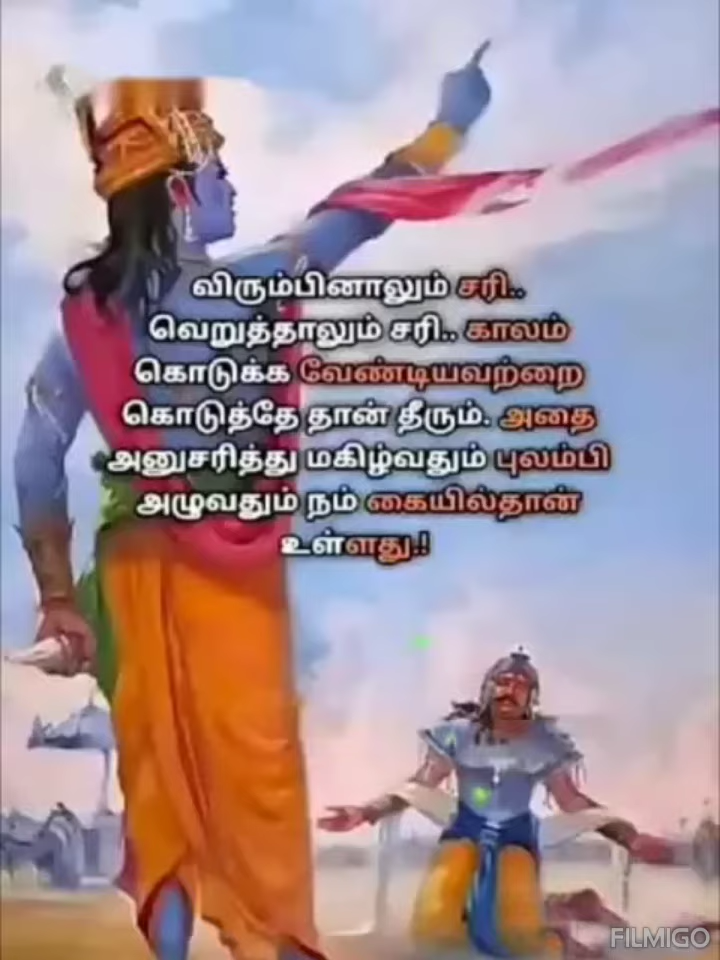 விரும்பினாலும் சரி..
வெறுத்தாலும் சரி.. காலம்
கொடுக்க வேண்டியவற்றை
கொடுத்தே தான் தீரும். அதை
அனுசரித்து மகிழ்வதும் புலம்பி
அழுவதும் நம் கையில்தான்
உள்ளது.!
FILMIGO